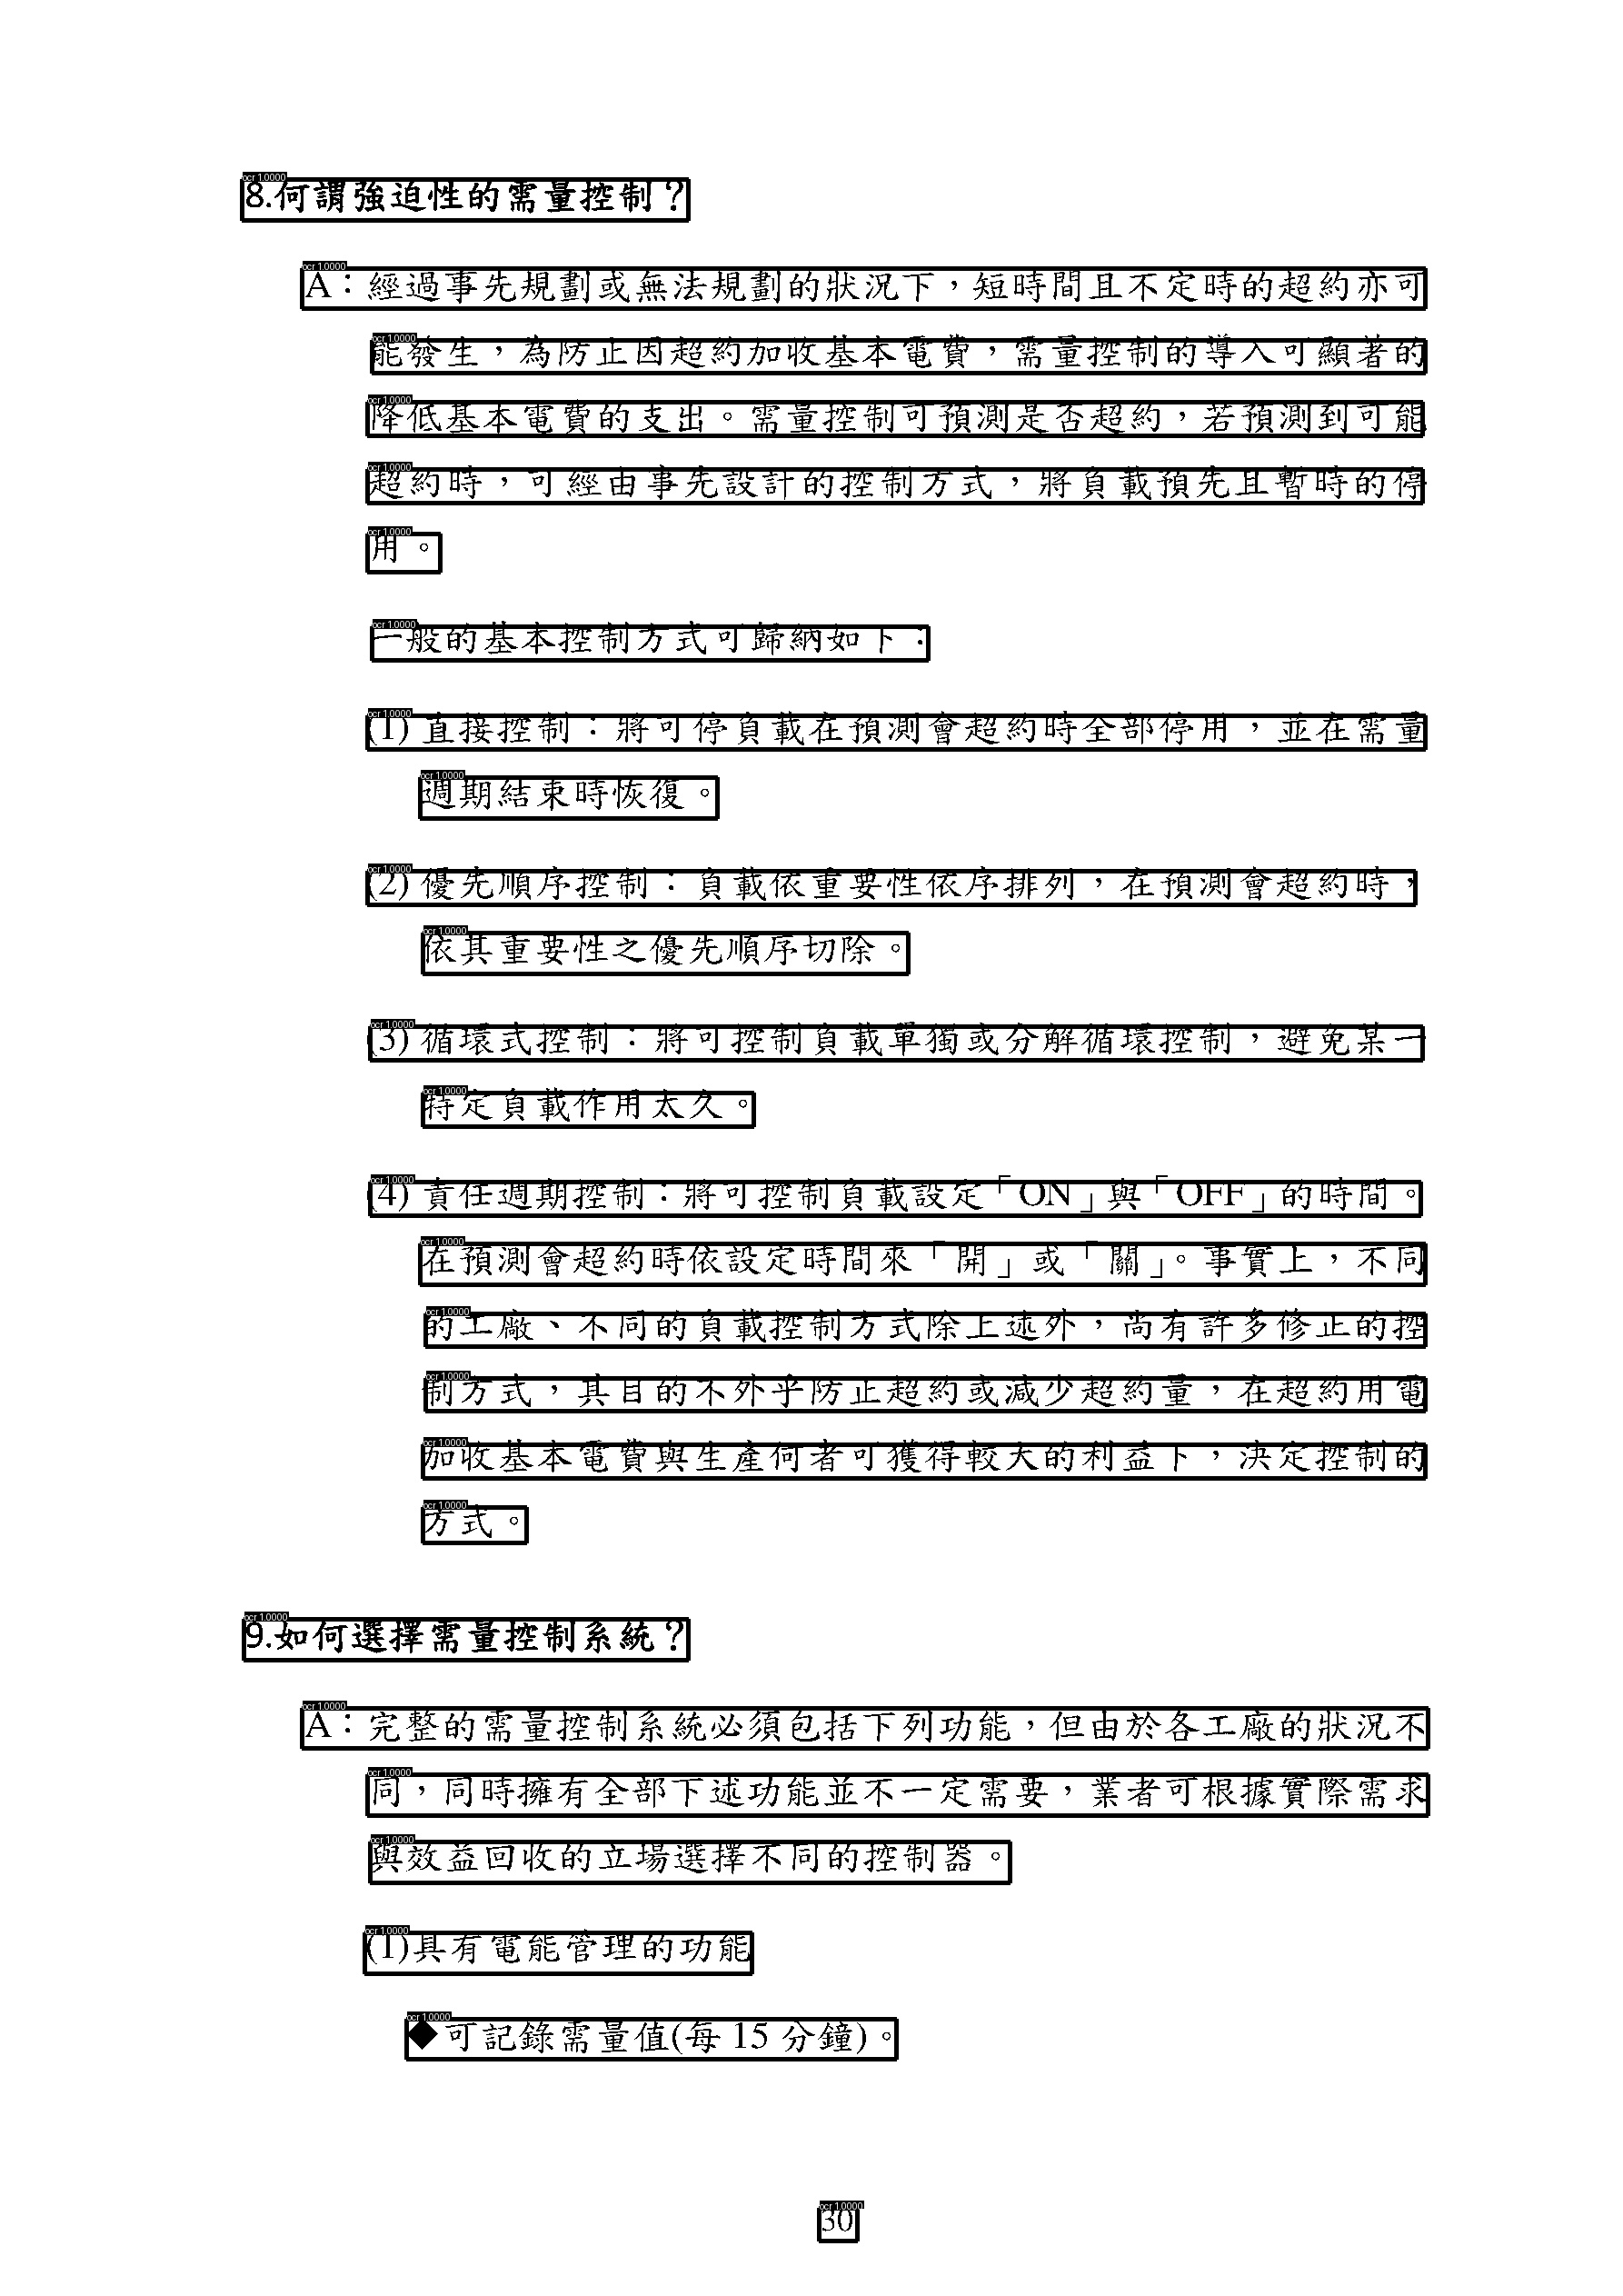 8.何謂強迫性的需量控制？
A：經過事先規劃或無法規劃的狀況下，短時間且不定時的超約亦可
能發生，為防止因超約加收基本電費，需量控制的導入可顯著的
降低基本電費的支出。需量控制可預測是否超約，若預測到可能
超約時，可經由事先設計的控制方式，將負載預先且暫時的停
用。
一般的基本控制方式可歸納如下：
(1) 直接控制：將可停負載在預測會超約時全部停用，並在需量
週期結束時恢復。
(2) 優先順序控制：負載依重要性依序排列，在預測會超約時，
依其重要性之優先順序切除。
(3) 循環式控制：將可控制負載單獨或分解循環控制，避免某一
特定負載作用太久。
(4) 責任週期控制：將可控制負載設定「ON」與「OFF」的時間。
在預測會超約時依設定時間來「開」或「關」。事實上，不同
的工廠、不同的負載控制方式除上述外，尚有許多修正的控
制方式，其目的不外乎防止超約或減少超約量，在超約用電
加收基本電費與生產何者可獲得較大的利益下，決定控制的
方式。
9.如何選擇需量控制系統？
A：完整的需量控制系統必須包括下列功能，但由於各工廠的狀況不
同，同時擁有全部下述功能並不一定需要，業者可根據實際需求
與效益回收的立場選擇不同的控制器。
(1)具有電能管理的功能
◆可記錄需量值(每 15 分鐘)。
30